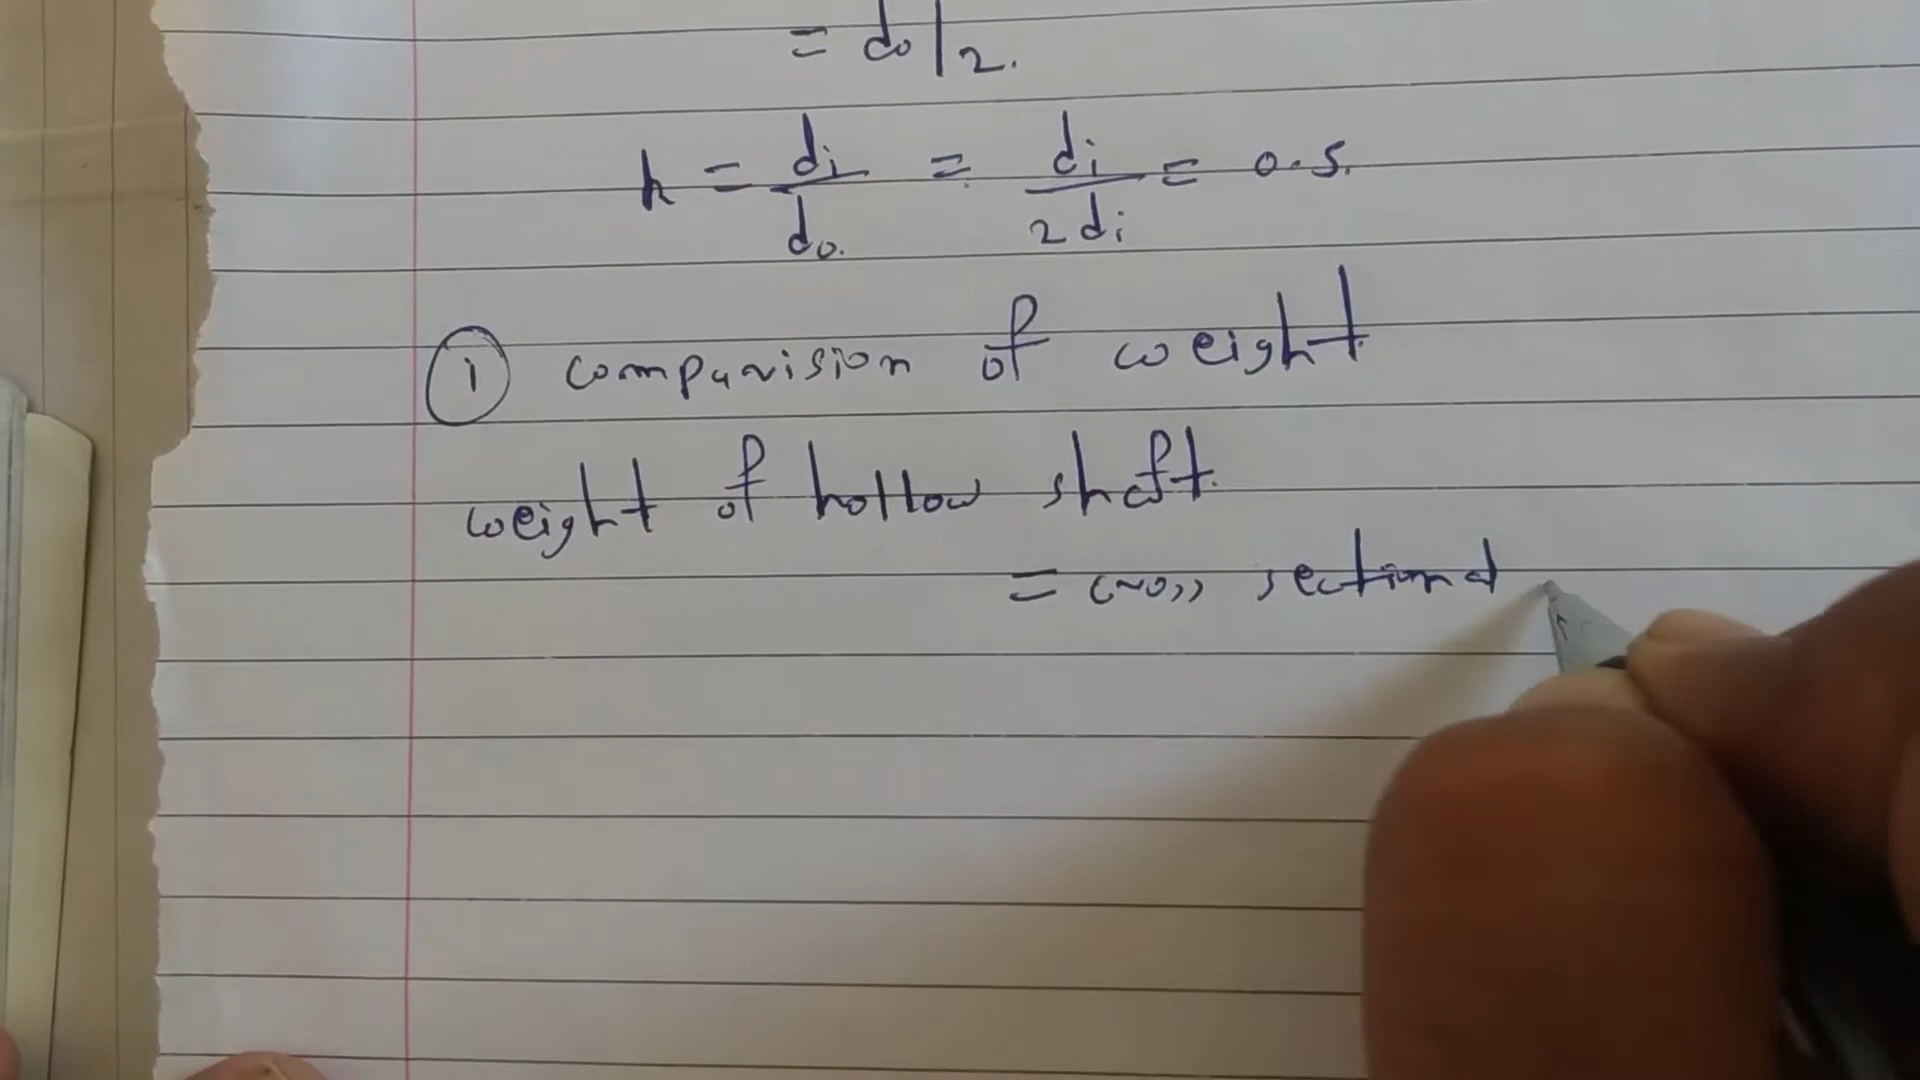 = do/2.
k = di/do. = di/2di = 0.5.
① comparision of weight
weight of hollow shaft.
= cross sectional